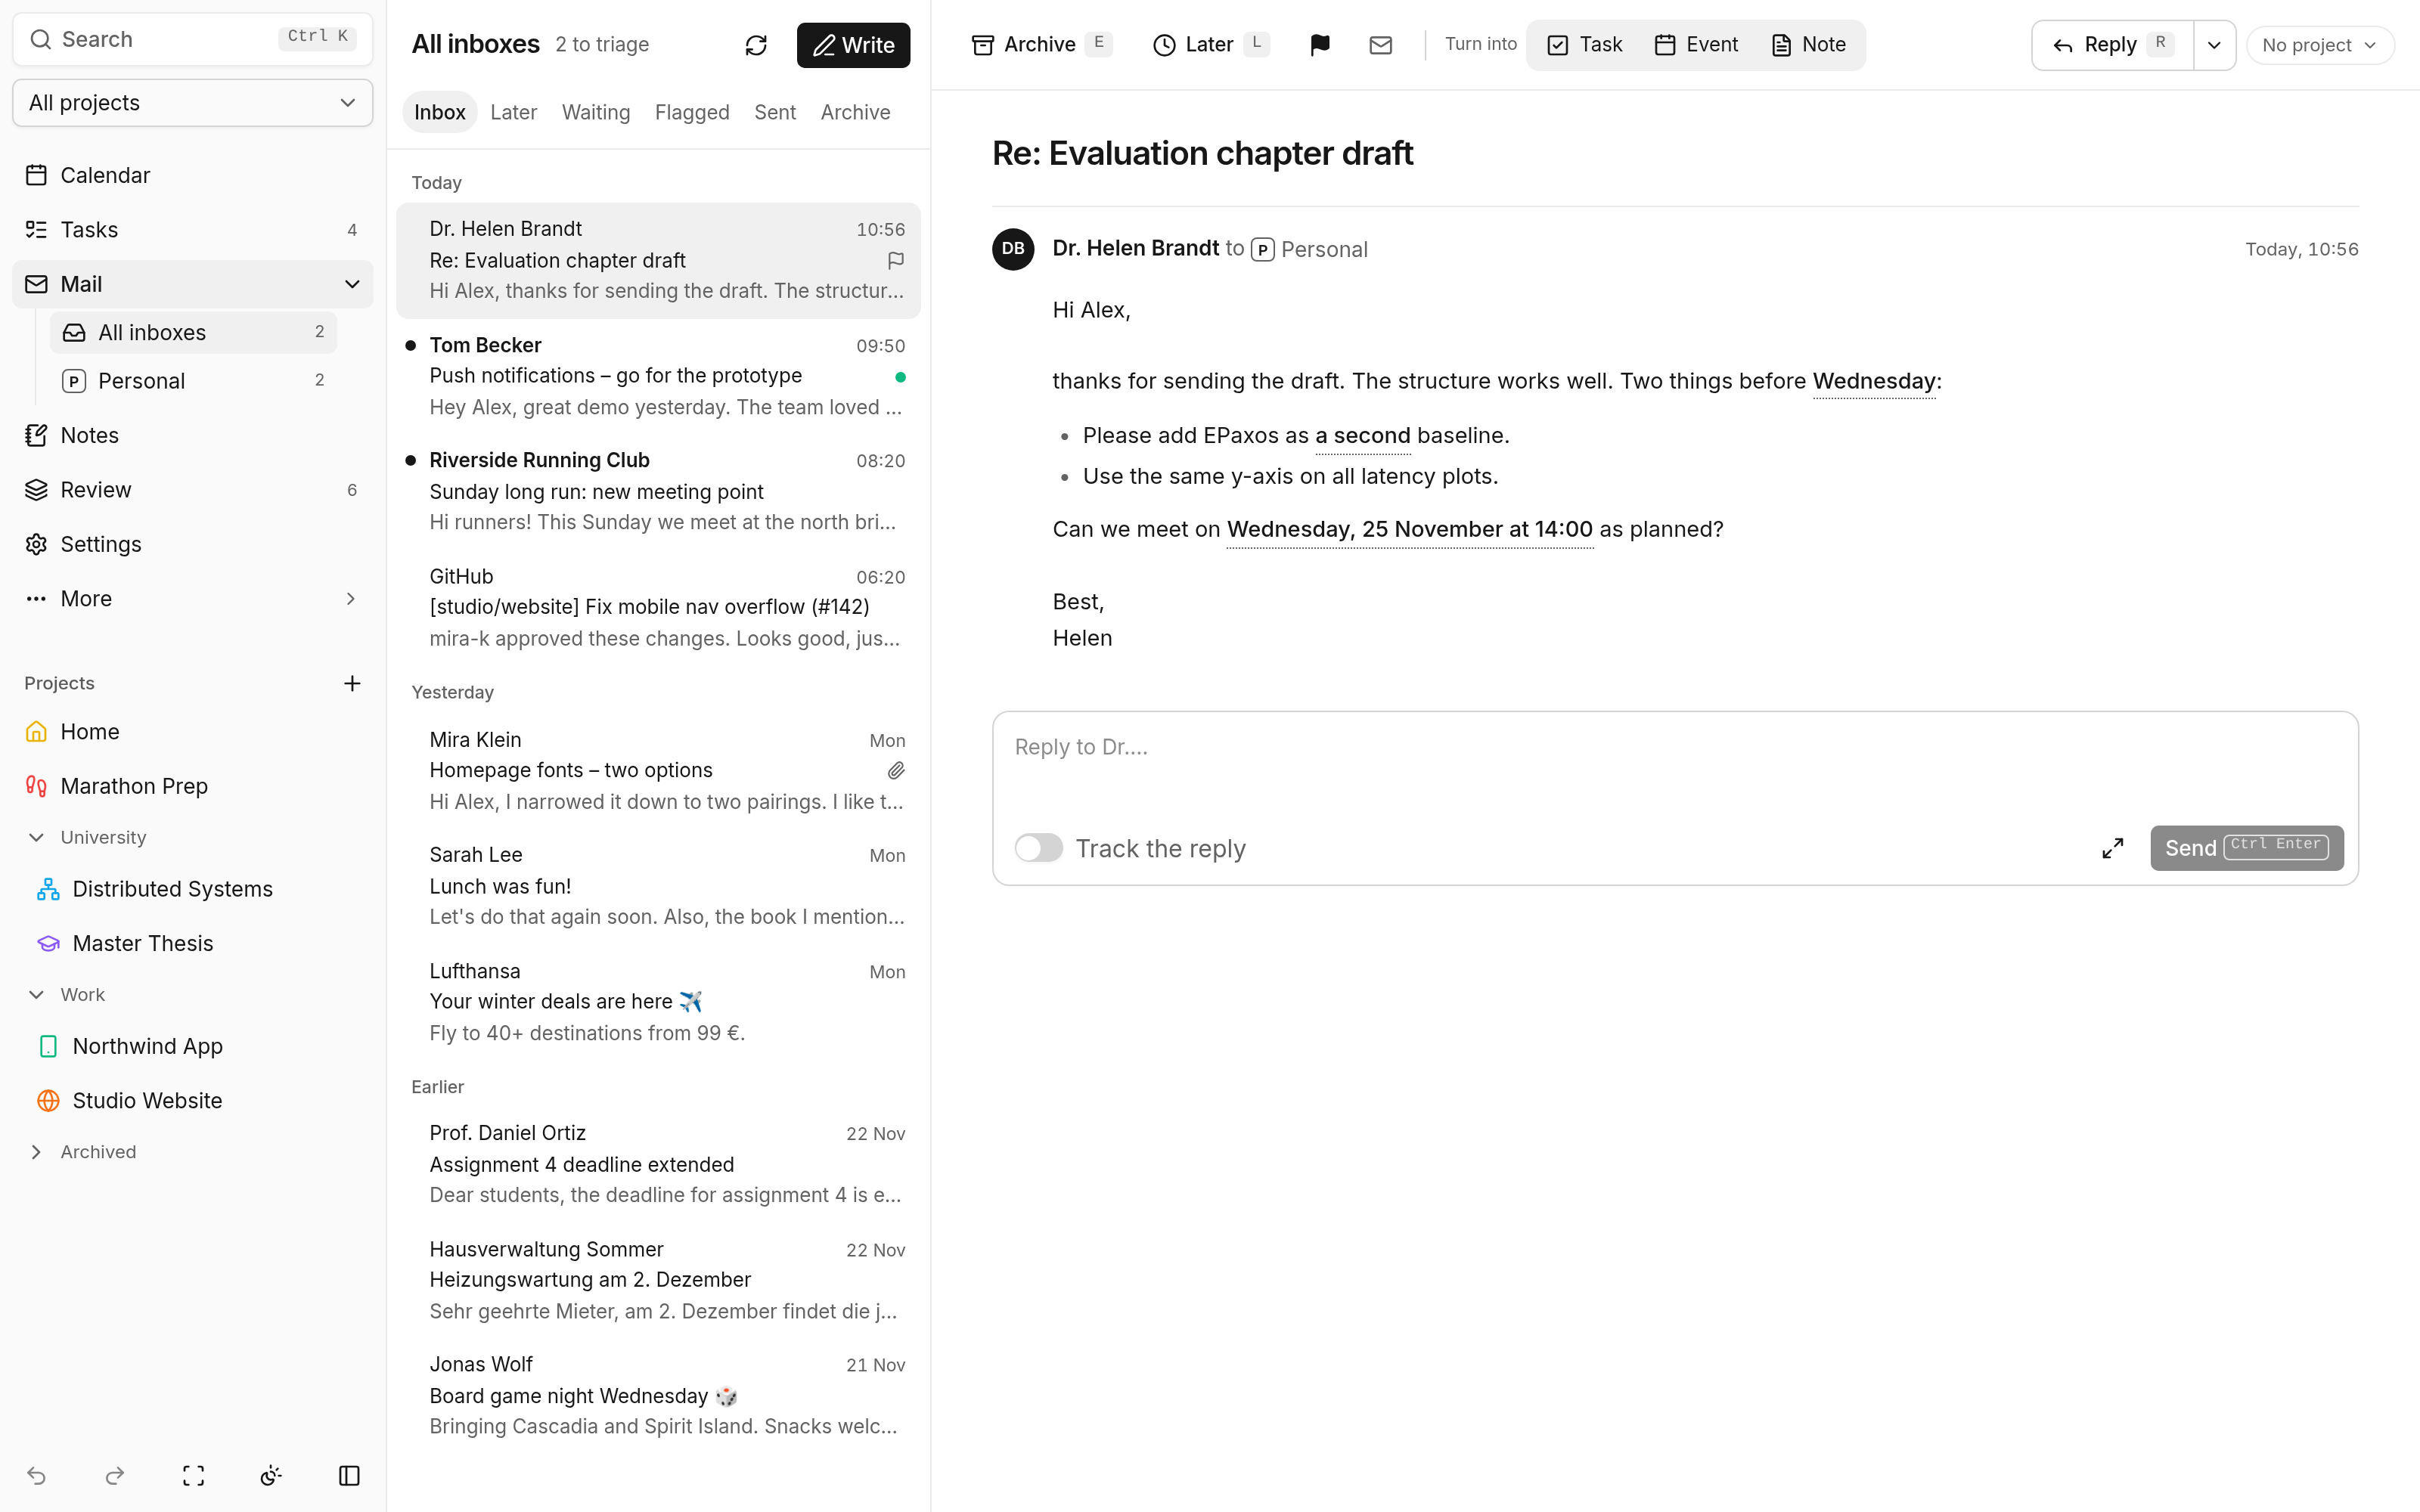 Search Ctrl K
All projects
Calendar
Tasks 4
Mail
All inboxes 2
P Personal 2
Notes
Review 6
Settings
More
Projects
Home
Marathon Prep
University
Distributed Systems
Master Thesis
Work
Northwind App
Studio Website
Archived
All inboxes 2 to triage Write
Inbox Later Waiting Flagged Sent Archive
Today
Dr. Helen Brandt 10:56
Re: Evaluation chapter draft
Hi Alex, thanks for sending the draft. The structur...
Tom Becker 09:50
Push notifications – go for the prototype
Hey Alex, great demo yesterday. The team loved ...
Riverside Running Club 08:20
Sunday long run: new meeting point
Hi runners! This Sunday we meet at the north bri...
GitHub 06:20
[studio/website] Fix mobile nav overflow (#142)
mira-k approved these changes. Looks good, jus...
Yesterday
Mira Klein Mon
Homepage fonts – two options
Hi Alex, I narrowed it down to two pairings. I like t...
Sarah Lee Mon
Lunch was fun!
Let's do that again soon. Also, the book I mention...
Lufthansa Mon
Your winter deals are here ✈️
Fly to 40+ destinations from 99 €.
Earlier
Prof. Daniel Ortiz 22 Nov
Assignment 4 deadline extended
Dear students, the deadline for assignment 4 is e...
Hausverwaltung Sommer 22 Nov
Heizungswartung am 2. Dezember
Sehr geehrte Mieter, am 2. Dezember findet die j...
Jonas Wolf 21 Nov
Board game night Wednesday 🎲
Bringing Cascadia and Spirit Island. Snacks welc...
Archive E Later L Turn into Task Event Note Reply R No project
Re: Evaluation chapter draft
DB Dr. Helen Brandt to P Personal Today, 10:56
Hi Alex,
thanks for sending the draft. The structure works well. Two things before Wednesday:
• Please add EPaxos as a second baseline.
• Use the same y-axis on all latency plots.
Can we meet on Wednesday, 25 November at 14:00 as planned?
Best,
Helen
Reply to Dr....
Track the reply Send Ctrl Enter